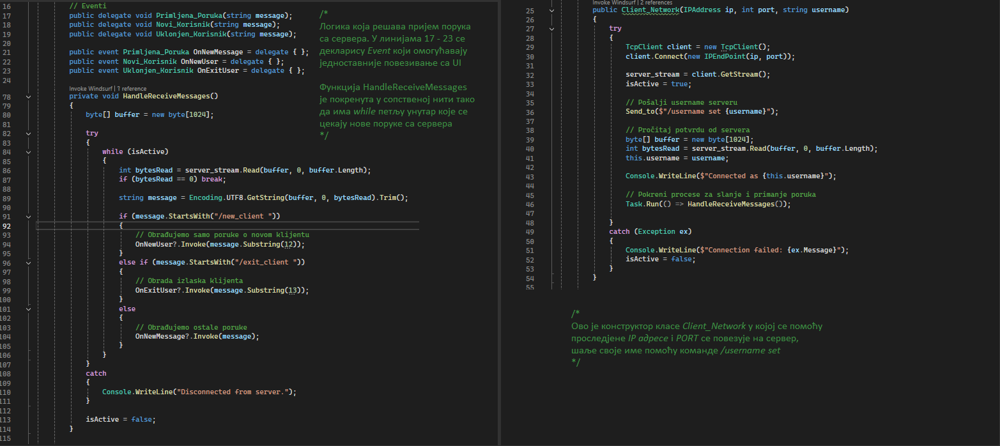 16 // Eventi
17 public delegate void Primljena_Poruka(string message);
18 public delegate void Novi_Korisnik(string message);
19 public delegate void Uklonjen_Korisnik(string message);
20
21 public event Primljena_Poruka OnNewMessage = delegate { };
22 public event Novi_Korisnik OnNewUser = delegate { };
23 public event Uklonjen_Korisnik OnExitUser = delegate { };
24
Invoke Windsurf | 1 reference
78 private void HandleReceiveMessages()
79 {
80 byte[] buffer = new byte[1024];
81
82 try
83 {
84 while (isActive)
85 {
86 int bytesRead = server_stream.Read(buffer, 0, buffer.Length);
87 if (bytesRead == 0) break;
88
89 string message = Encoding.UTF8.GetString(buffer, 0, bytesRead).Trim();
90
91 if (message.StartsWith("/new_client "))
92 {
93 // Obrađujemo samo poruke o novom klijentu
94 OnNewUser?.Invoke(message.Substring(12));
95 }
96 else if (message.StartsWith("/exit_client "))
97 {
98 // Obrada izlaska klijenta
99 OnExitUser?.Invoke(message.Substring(13));
100 }
101 else
102 {
103 // Obrađujemo ostale poruke
104 OnNewMessage?.Invoke(message);
105 }
106 }
107 }
108 catch
109 {
110 Console.WriteLine("Disconnected from server.");
111 }
112
113 isActive = false;
114 }
115
/*
Логика која решава пријем порука
са сервера. У линијама 17 - 23 се
декларису Event који омогућавају
једноставније повезивање са UI
Функција HandleReceiveMessages
је покренута у сопственој нити тако
да има while петљу унутар које се
цекају нове поруке са сервера
*/
Invoke Windsurf | 2 references
25 public Client_Network(IPAddress ip, int port, string username)
26 {
27 try
28 {
29 TcpClient client = new TcpClient();
30 client.Connect(new IPEndPoint(ip, port));
31
32 server_stream = client.GetStream();
33 isActive = true;
34
35 // Pošalji username serveru
36 Send_to($"/username set {username}");
37
38 // Pročitaj potvrdu od servera
39 byte[] buffer = new byte[1024];
40 int bytesRead = server_stream.Read(buffer, 0, buffer.Length);
41 this.username = username;
42
43 Console.WriteLine($"Connected as {this.username}");
44
45 // Pokreni procese za slanje i primanje poruka
46 Task.Run(() => HandleReceiveMessages());
47
48 }
49 catch (Exception ex)
50 {
51 Console.WriteLine($"Connection failed: {ex.Message}");
52 isActive = false;
53 }
54 }
55
/*
Ово је конструктор класе Client_Network у којој се помоћу
проследјене IP адресе i PORT се повезује на сервер,
шаље своје име помоћу команде /username set
*/